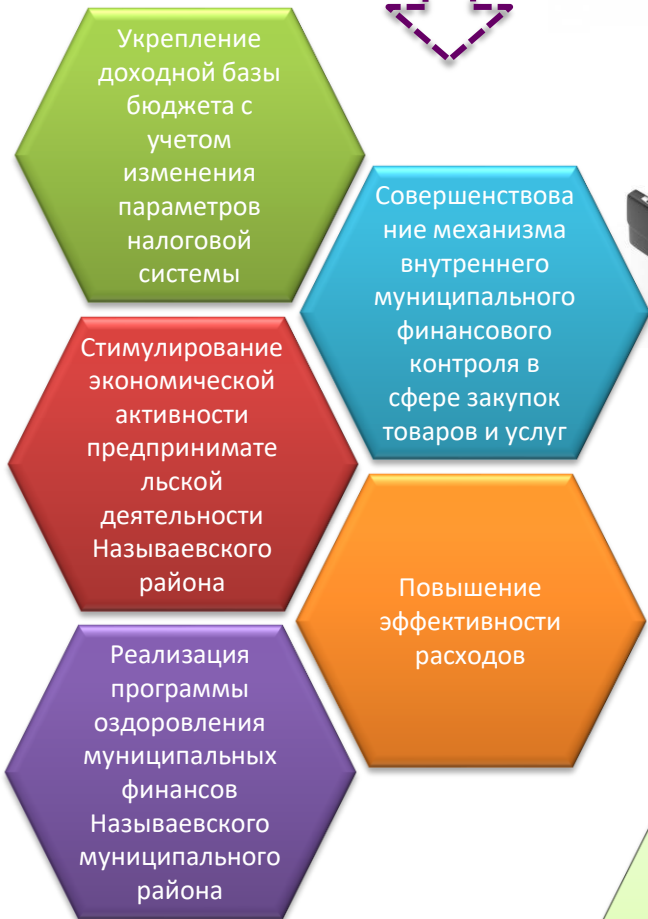 Укрепление
доходной базы
бюджета с
учетом
изменения
параметров
налоговой
системы
Совершенствова
ние механизма
внутреннего
муниципального
финансового
контроля в
сфере закупок
товаров и услуг
Стимулирование
экономической
активности
предпринимате
льской
деятельности
Называевского
района
Повышение
эффективности
расходов
Реализация
программы
оздоровления
муниципальных
финансов
Называевского
муниципального
района